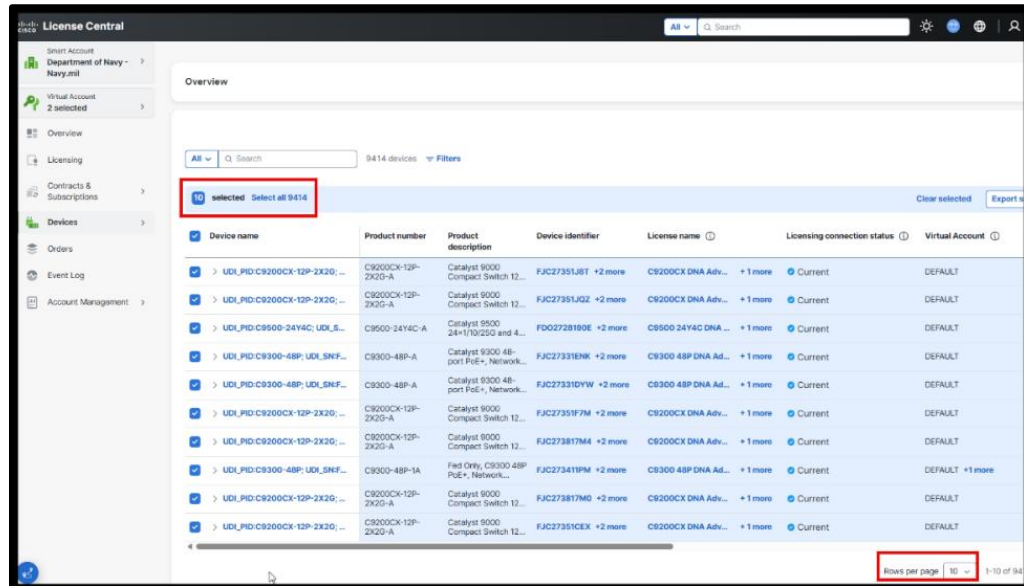 cisco License Central
All
Search
Smart Account
Department of Navy -
Navy.mil
Virtual Account
2 selected
Overview
Licensing
Contracts &
Subscriptions
Devices
Orders
Event Log
Account Management
Overview
All
Search
9414 devices
Filters
10 selected Select all 9414
Clear selected
Export
Device name
Product number
Product
description
Device identifier
License name
Licensing connection status
Virtual Account
UDI_PID:C9200CX-12P-2X2G; ...
C9200CX-12P-
2X2G-A
Catalyst 9000
Compact Switch 12...
FJC27351J8T +2 more
C9200CX DNA Adv... +1 more
Current
DEFAULT
UDI_PID:C9200CX-12P-2X2G; ...
C9200CX-12P-
2X2G-A
Catalyst 9000
Compact Switch 12...
FJC27351JQZ +2 more
C9200CX DNA Adv... +1 more
Current
DEFAULT
UDI_PID:C9500-24Y4C; UDI_S...
C9500-24Y4C-A
Catalyst 9500
24x1/10/25G and 4...
FDO2728180E +2 more
C9500 24Y4C DNA ... +1 more
Current
DEFAULT
UDI_PID:C9300-48P; UDI_SN:F...
C9300-48P-A
Catalyst 9300 48-
port PoE+, Network...
FJC27331ENK +2 more
C9300 48P DNA Ad... +1 more
Current
DEFAULT
UDI_PID:C9300-48P; UDI_SN:F...
C9300-48P-A
Catalyst 9300 48-
port PoE+, Network...
FJC27331DYW +2 more
C9300 48P DNA Ad... +1 more
Current
DEFAULT
UDI_PID:C9200CX-12P-2X2G; ...
C9200CX-12P-
2X2G-A
Catalyst 9000
Compact Switch 12...
FJC27351F7M +2 more
C9200CX DNA Adv... +1 more
Current
DEFAULT
UDI_PID:C9200CX-12P-2X2G; ...
C9200CX-12P-
2X2G-A
Catalyst 9000
Compact Switch 12...
FJC273817M4 +2 more
C9200CX DNA Adv... +1 more
Current
DEFAULT
UDI_PID:C9300-48P; UDI_SN:F...
C9300-48P-1A
Fed Only, C9300 48P
PoE+, Network...
FJC273411PM +2 more
C9300 48P DNA Ad... +1 more
Current
DEFAULT +1 more
UDI_PID:C9200CX-12P-2X2G; ...
C9200CX-12P-
2X2G-A
Catalyst 9000
Compact Switch 12...
FJC273817M0 +2 more
C9200CX DNA Adv... +1 more
Current
DEFAULT
UDI_PID:C9200CX-12P-2X2G; ...
C9200CX-12P-
2X2G-A
Catalyst 9000
Compact Switch 12...
FJC27351CEX +2 more
C9200CX DNA Adv... +1 more
Current
DEFAULT
Rows per page 10 1-10 of 94